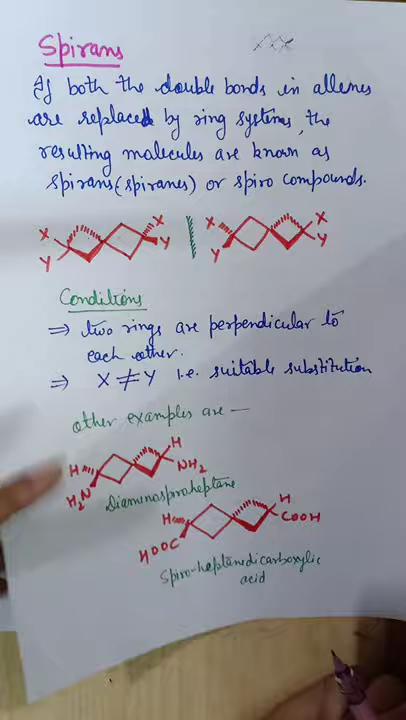 Spirans
If both the double bonds in allenes
are replaced by ring systems, the
resulting molecules are known as
spirans (spiranes) or spiro compounds.
X X X X
Y Y Y Y
Conditions
⇒ two rings are perpendicular to
each other.
⇒ X ≠ Y i.e. suitable substitution
other examples are —
H H
H₂N NH₂
Diaminospiroheptane
H H
HOOC COOH
Spiro-heptanedicarboxylic
acid